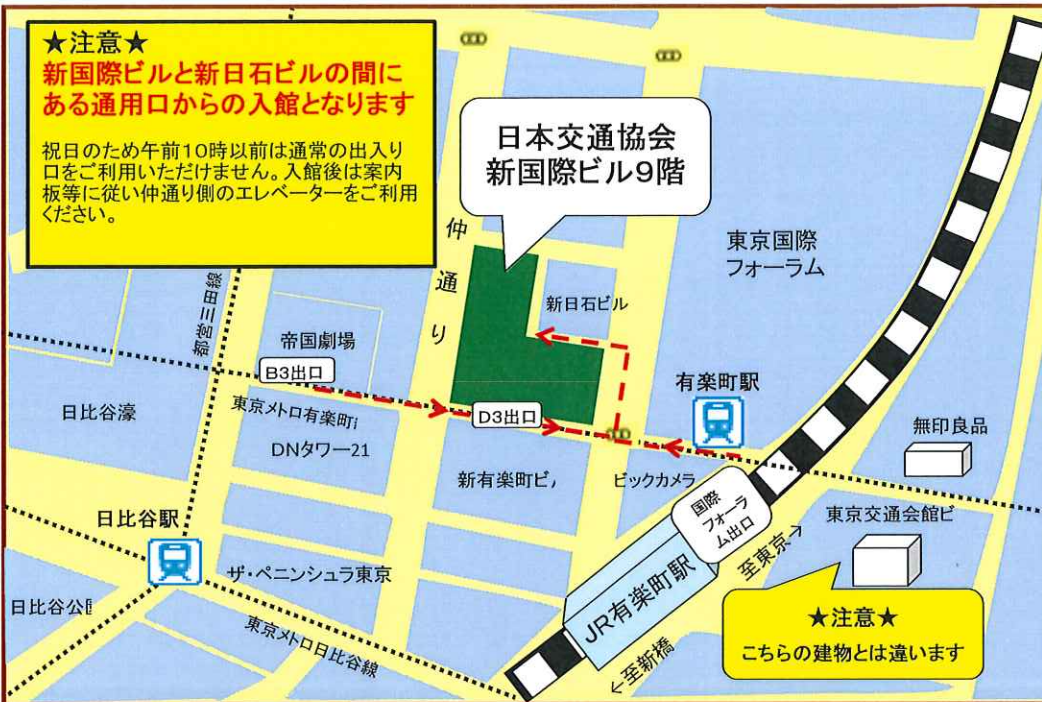 ★注意★
新国際ビルと新日石ビルの間に
ある通用口からの入館となります
祝日のため午前10時以前は通常の出入り
口をご利用いただけません。入館後は案内
板等に従い仲通り側のエレベーターをご利用
ください。
日本交通協会
新国際ビル9階
仲通り
東京国際
フォーラム
新日石ビル
都営三田線
帝国劇場
B3出口
有楽町駅
日比谷濠
東京メトロ有楽町
D3出口
無印良品
DNタワー21
新有楽町ビ
ビックカメラ
国際
フォーラ
ム出口
東京交通会館ビ
日比谷駅
至東京→
ザ・ペニンシュラ東京
JR有楽町駅
日比谷公
東京メトロ日比谷線
←至新橋
★注意★
こちらの建物とは違います